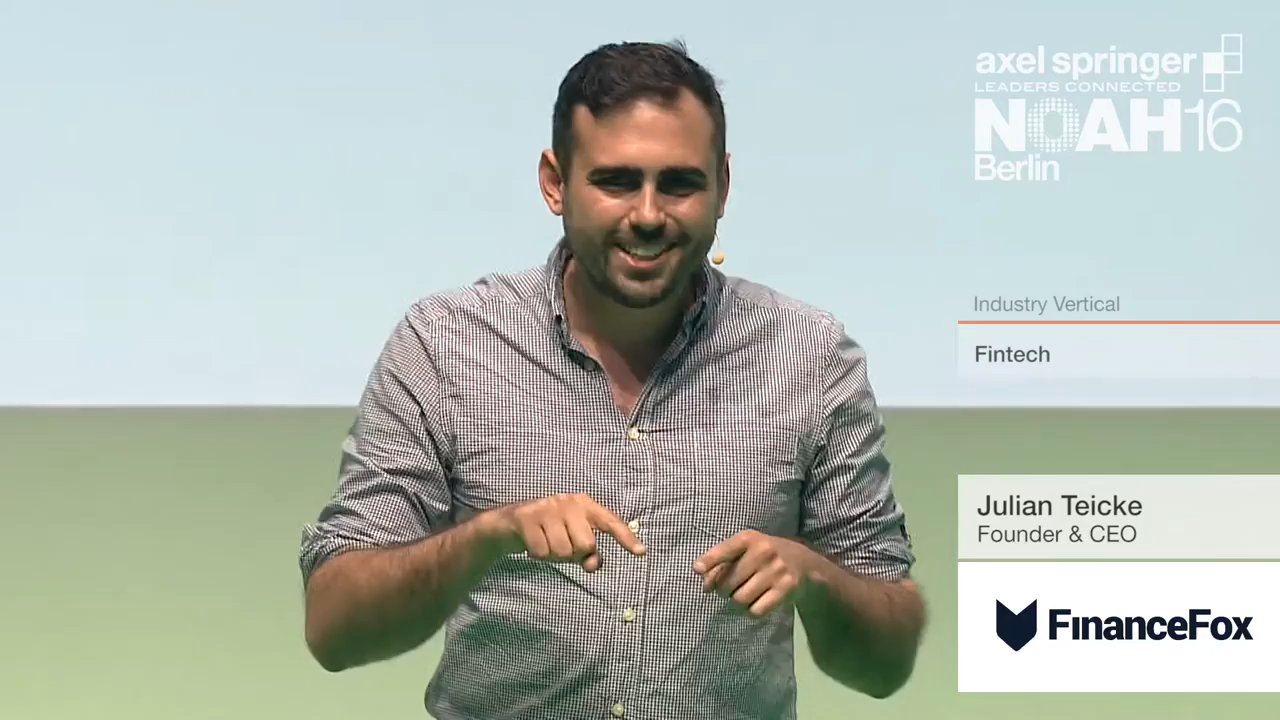 axel springer
LEADERS CONNECTED
NOAH16
Berlin
Industry Vertical
Fintech
Julian Teicke
Founder & CEO
FinanceFox